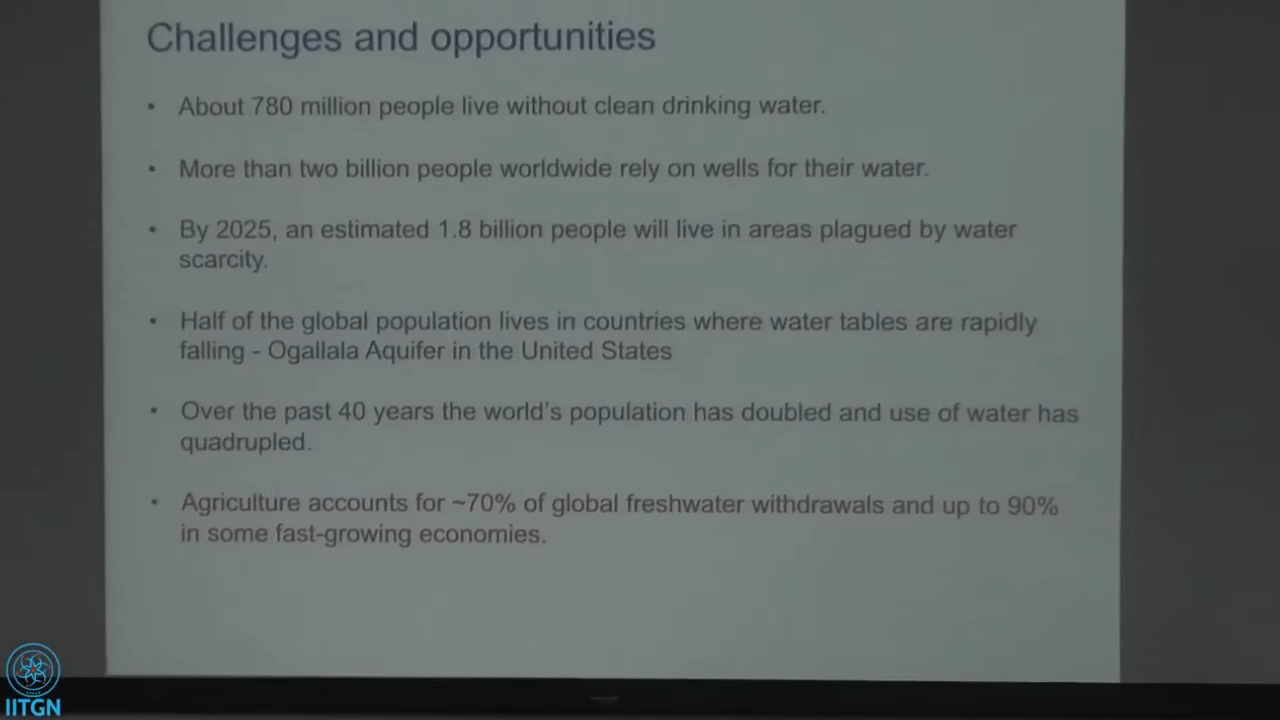 Challenges and opportunities
• About 780 million people live without clean drinking water.
• More than two billion people worldwide rely on wells for their water.
• By 2025, an estimated 1.8 billion people will live in areas plagued by water
scarcity.
• Half of the global population lives in countries where water tables are rapidly
falling - Ogallala Aquifer in the United States
• Over the past 40 years the world's population has doubled and use of water has
quadrupled.
• Agriculture accounts for ~70% of global freshwater withdrawals and up to 90%
in some fast-growing economies.
IITGN